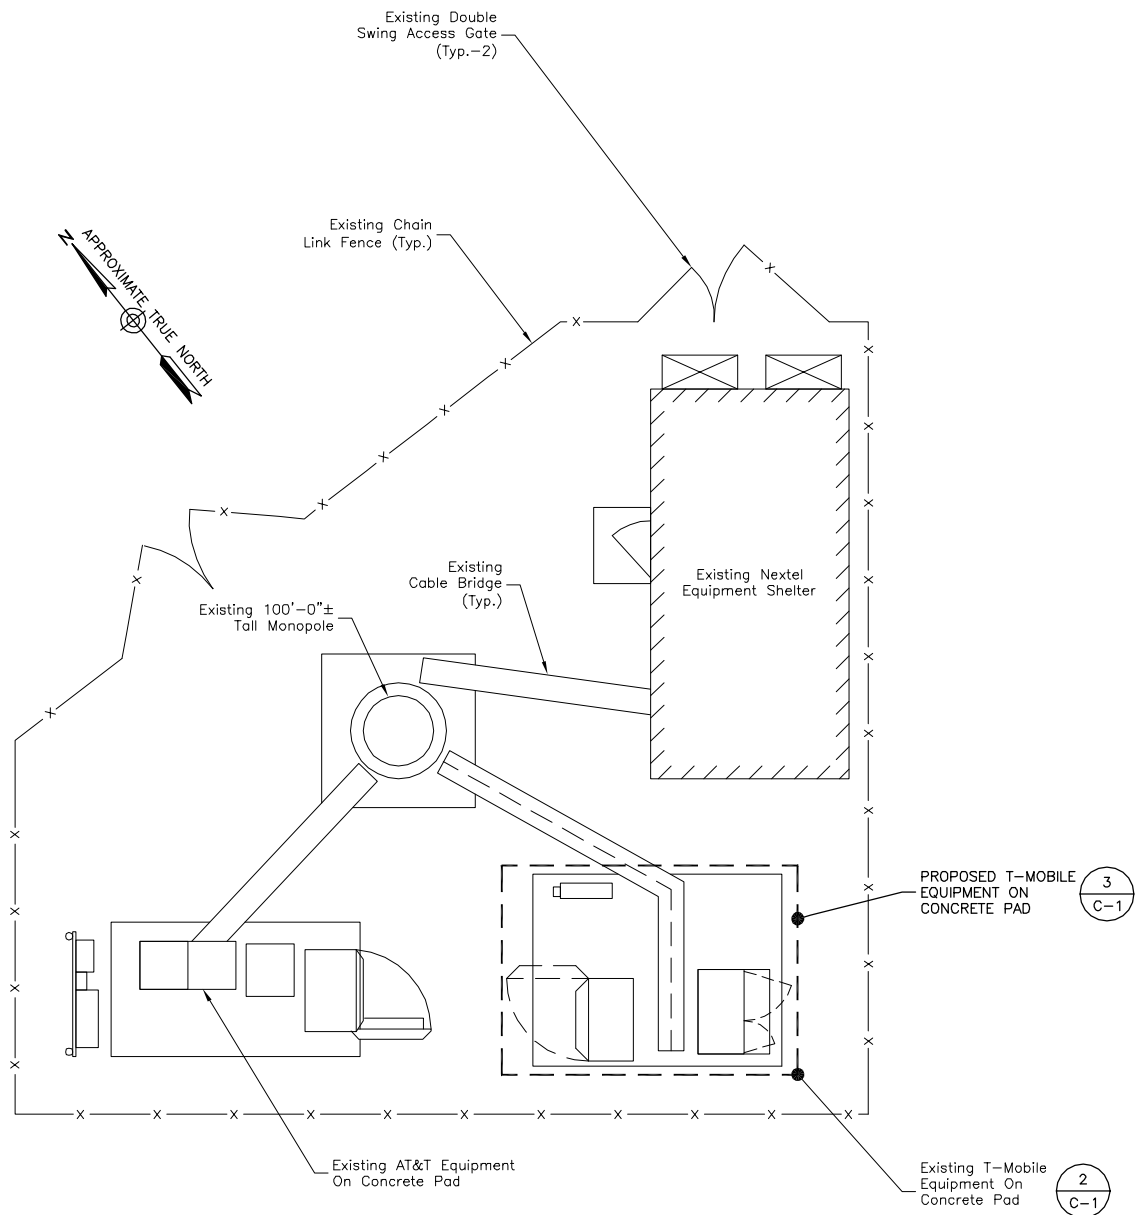 Existing Double
Swing Access Gate
(Typ.-2)
Existing Chain
Link Fence (Typ.)
N
APPROXIMATE TRUE NORTH
Existing
Cable Bridge
(Typ.)
Existing Nextel
Equipment Shelter
Existing 100'-0"±
Tall Monopole
PROPOSED T-MOBILE
EQUIPMENT ON
CONCRETE PAD
3
C-1
Existing AT&T Equipment
On Concrete Pad
Existing T-Mobile
Equipment On
Concrete Pad
2
C-1